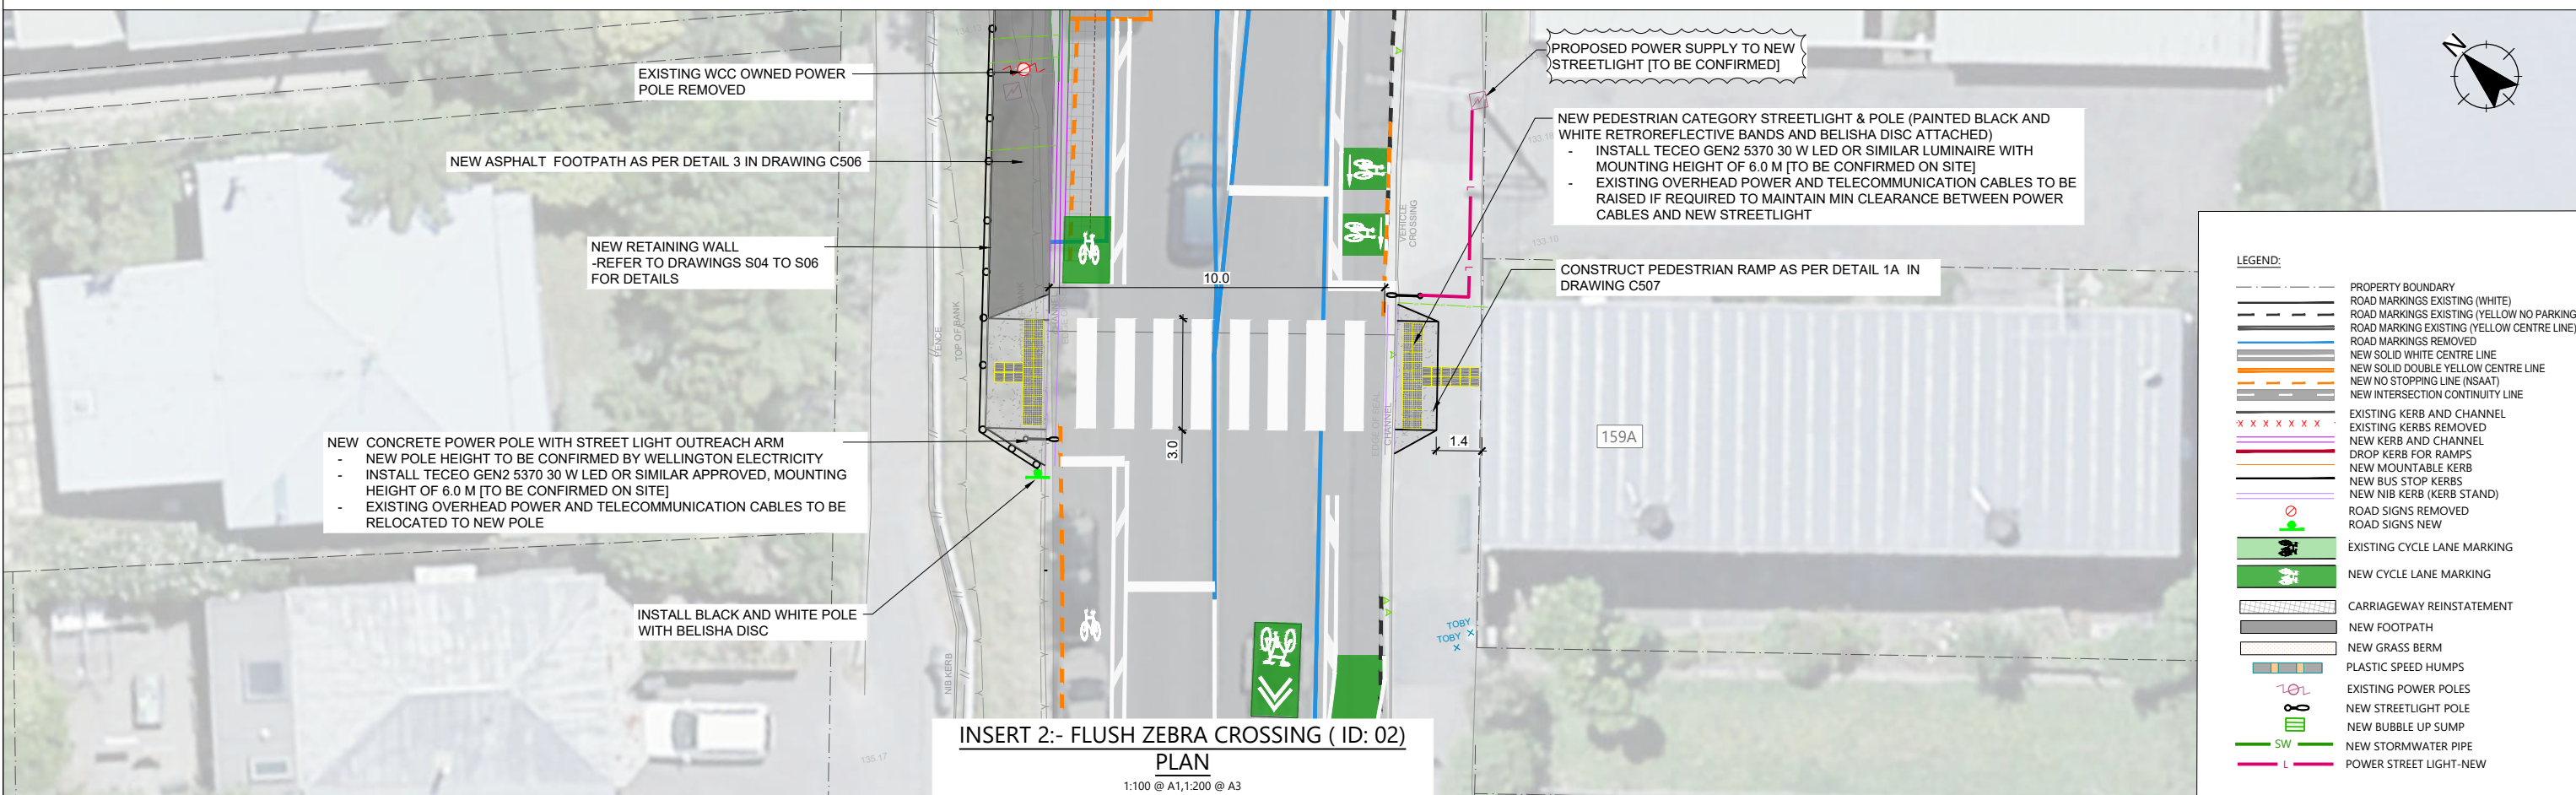 EXISTING WCC OWNED POWER
POLE REMOVED
NEW ASPHALT FOOTPATH AS PER DETAIL 3 IN DRAWING C506
NEW RETAINING WALL
-REFER TO DRAWINGS S04 TO S06
FOR DETAILS
NEW CONCRETE POWER POLE WITH STREET LIGHT OUTREACH ARM
- NEW POLE HEIGHT TO BE CONFIRMED BY WELLINGTON ELECTRICITY
- INSTALL TECEO GEN2 5370 30 W LED OR SIMILAR APPROVED, MOUNTING
HEIGHT OF 6.0 M [TO BE CONFIRMED ON SITE]
- EXISTING OVERHEAD POWER AND TELECOMMUNICATION CABLES TO BE
RELOCATED TO NEW POLE
INSTALL BLACK AND WHITE POLE
WITH BELISHA DISC
FENCE
TOP OF BANK
NIB KERB
135.17
10.0
3.0
1.4
VEHICLE
CROSSING
EDGE OF SEAL
CHANNEL
133.18
133.10
PROPOSED POWER SUPPLY TO NEW
STREETLIGHT [TO BE CONFIRMED]
NEW PEDESTRIAN CATEGORY STREETLIGHT & POLE (PAINTED BLACK AND
WHITE RETROREFLECTIVE BANDS AND BELISHA DISC ATTACHED)
- INSTALL TECEO GEN2 5370 30 W LED OR SIMILAR LUMINAIRE WITH
MOUNTING HEIGHT OF 6.0 M [TO BE CONFIRMED ON SITE]
- EXISTING OVERHEAD POWER AND TELECOMMUNICATION CABLES TO BE
RAISED IF REQUIRED TO MAINTAIN MIN CLEARANCE BETWEEN POWER
CABLES AND NEW STREETLIGHT
CONSTRUCT PEDESTRIAN RAMP AS PER DETAIL 1A IN
DRAWING C507
L
L
159A
TOBY
TOBY
N
INSERT 2:- FLUSH ZEBRA CROSSING ( ID: 02)
PLAN
1:100 @ A1,1:200 @ A3
LEGEND:
PROPERTY BOUNDARY
ROAD MARKINGS EXISTING (WHITE)
ROAD MARKINGS EXISTING (YELLOW NO PARKING
ROAD MARKING EXISTING (YELLOW CENTRE LINE)
ROAD MARKINGS REMOVED
NEW SOLID WHITE CENTRE LINE
NEW SOLID DOUBLE YELLOW CENTRE LINE
NEW NO STOPPING LINE (NSAAT)
NEW INTERSECTION CONTINUITY LINE
EXISTING KERB AND CHANNEL
X X X X X X X EXISTING KERBS REMOVED
NEW KERB AND CHANNEL
DROP KERB FOR RAMPS
NEW MOUNTABLE KERB
NEW BUS STOP KERBS
NEW NIB KERB (KERB STAND)
ROAD SIGNS REMOVED
ROAD SIGNS NEW
EXISTING CYCLE LANE MARKING
NEW CYCLE LANE MARKING
CARRIAGEWAY REINSTATEMENT
NEW FOOTPATH
NEW GRASS BERM
PLASTIC SPEED HUMPS
EXISTING POWER POLES
NEW STREETLIGHT POLE
NEW BUBBLE UP SUMP
SW NEW STORMWATER PIPE
L POWER STREET LIGHT-NEW